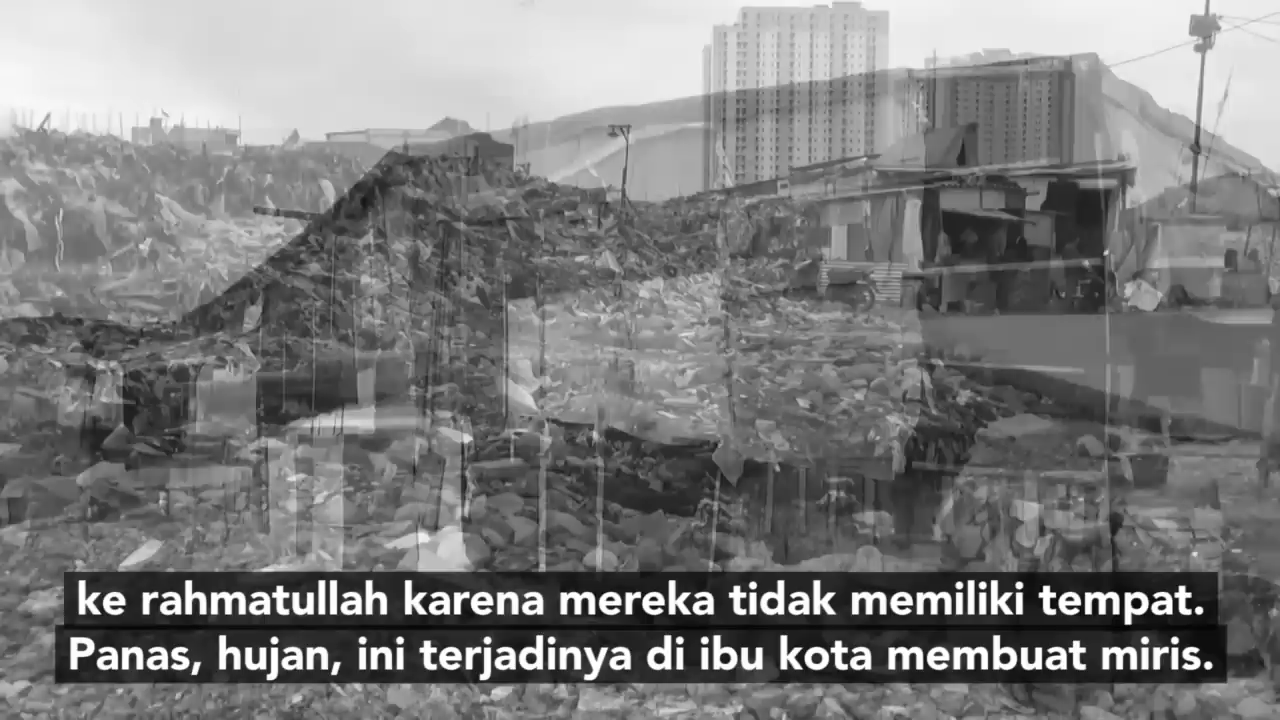 ke rahmatullah karena mereka tidak memiliki tempat.
Panas, hujan, ini terjadinya di ibu kota membuat miris.